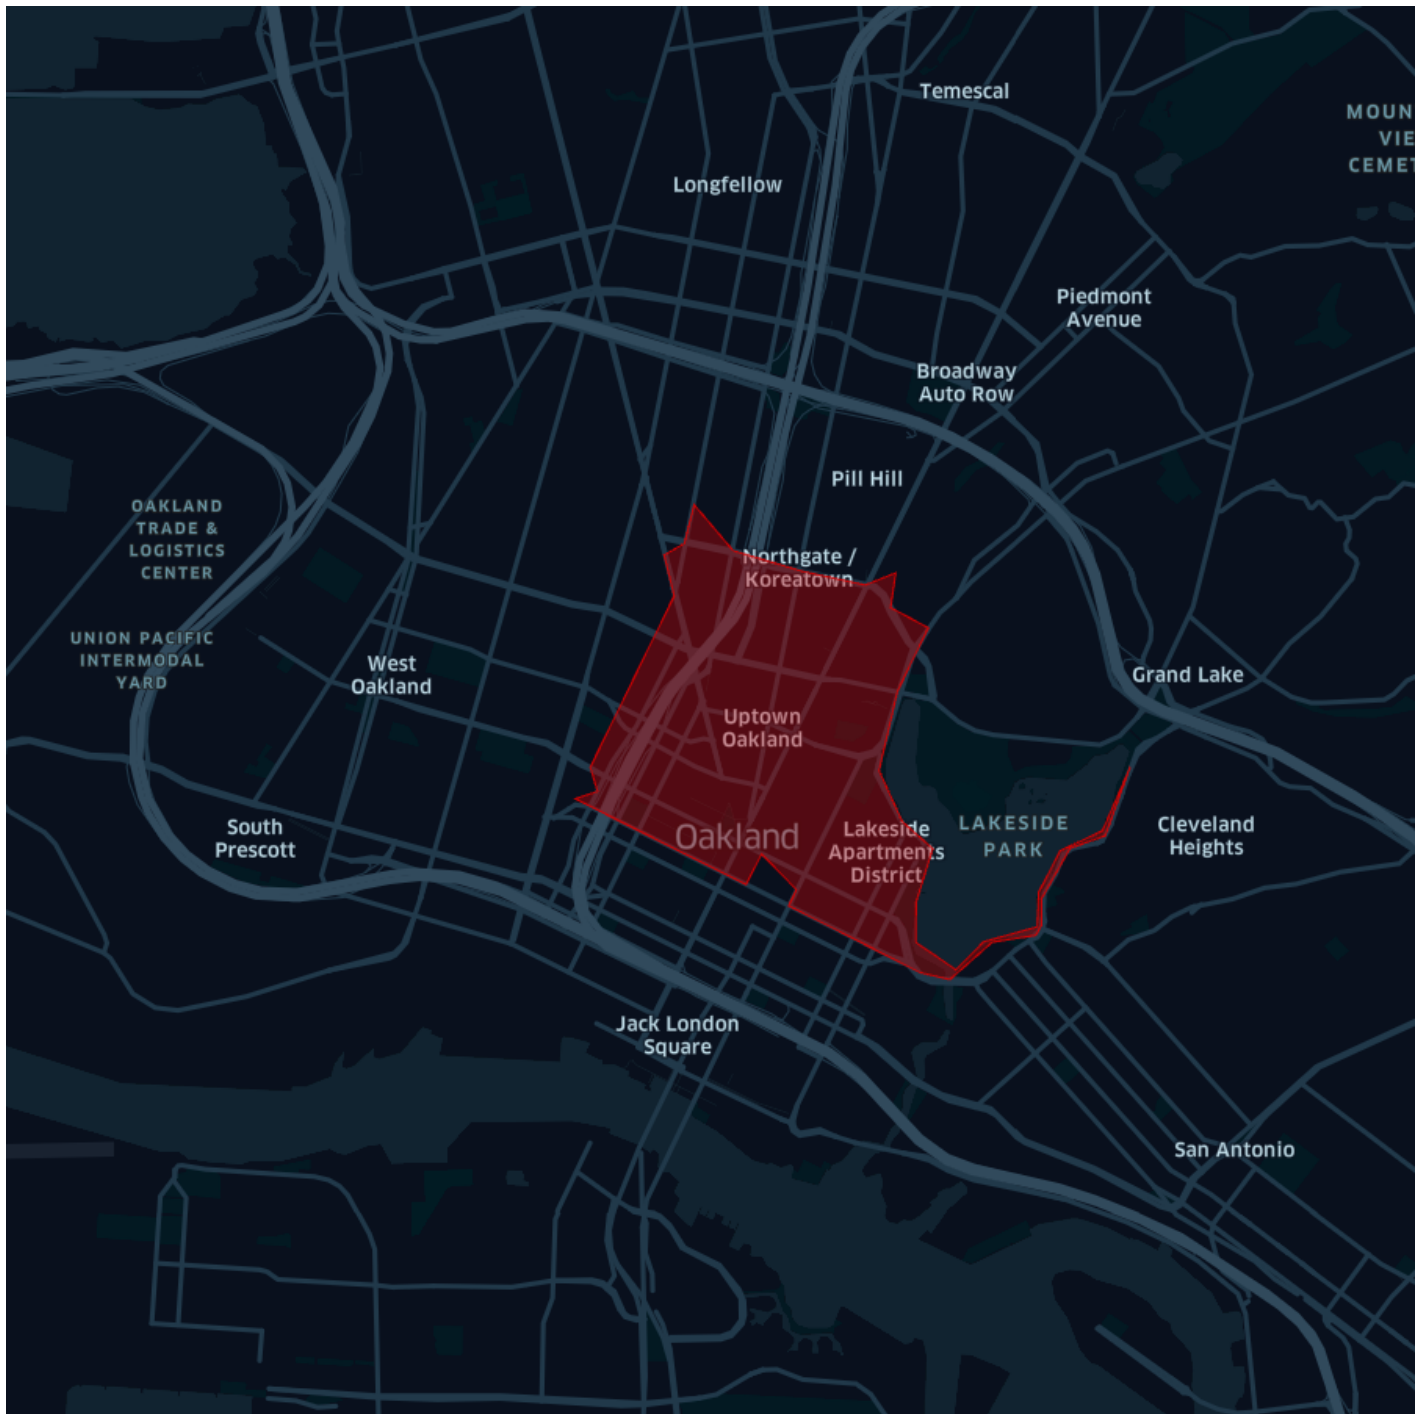 Temescal
MOUN
VIE
CEMET
Longfellow
Piedmont
Avenue
Broadway
Auto Row
Pill Hill
OAKLAND
TRADE &
LOGISTICS
CENTER
Northgate /
Koreatown
UNION PACIFIC
INTERMODAL
YARD
West
Oakland
Grand Lake
Uptown
Oakland
South
Prescott
Oakland
Lakeside
Apartments
District
LAKESIDE
PARK
Cleveland
Heights
Jack London
Square
San Antonio